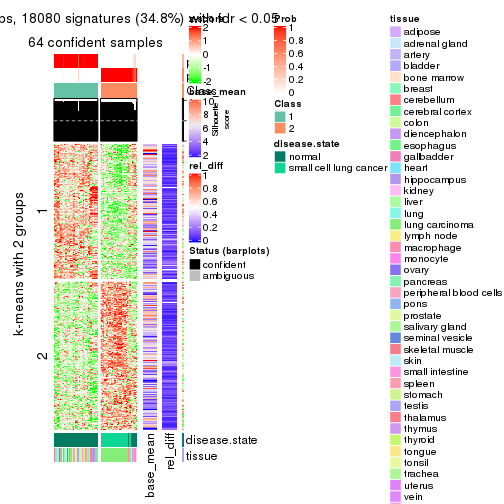 ps, 18080 signatures (34.8%) with fdr < 0.05
64 confident samples
Prob
1
0.8
0.6
0.4
0.2
0
2
1
0
-1
-2
Class
base_mean
10
8
6
4
2
Silhouette
score
Class
1
2
disease.state
normal
small cell lung cancer
rel_diff
1
0.8
0.6
0.4
0.2
0
Status (barplots)
confident
ambiguous
k-means with 2 groups
1
2
disease.state
tissue
base_mean
rel_diff
tissue
adipose
adrenal gland
artery
bladder
bone marrow
breast
cerebellum
cerebral cortex
colon
diencephalon
esophagus
gallbladder
heart
hippocampus
kidney
liver
lung
lung carcinoma
lymph node
macrophage
monocyte
ovary
pancreas
peripheral blood cells
pons
prostate
salivary gland
seminal vesicle
skeletal muscle
skin
small intestine
spleen
stomach
testis
thalamus
thymus
thyroid
tongue
tonsil
trachea
uterus
vein